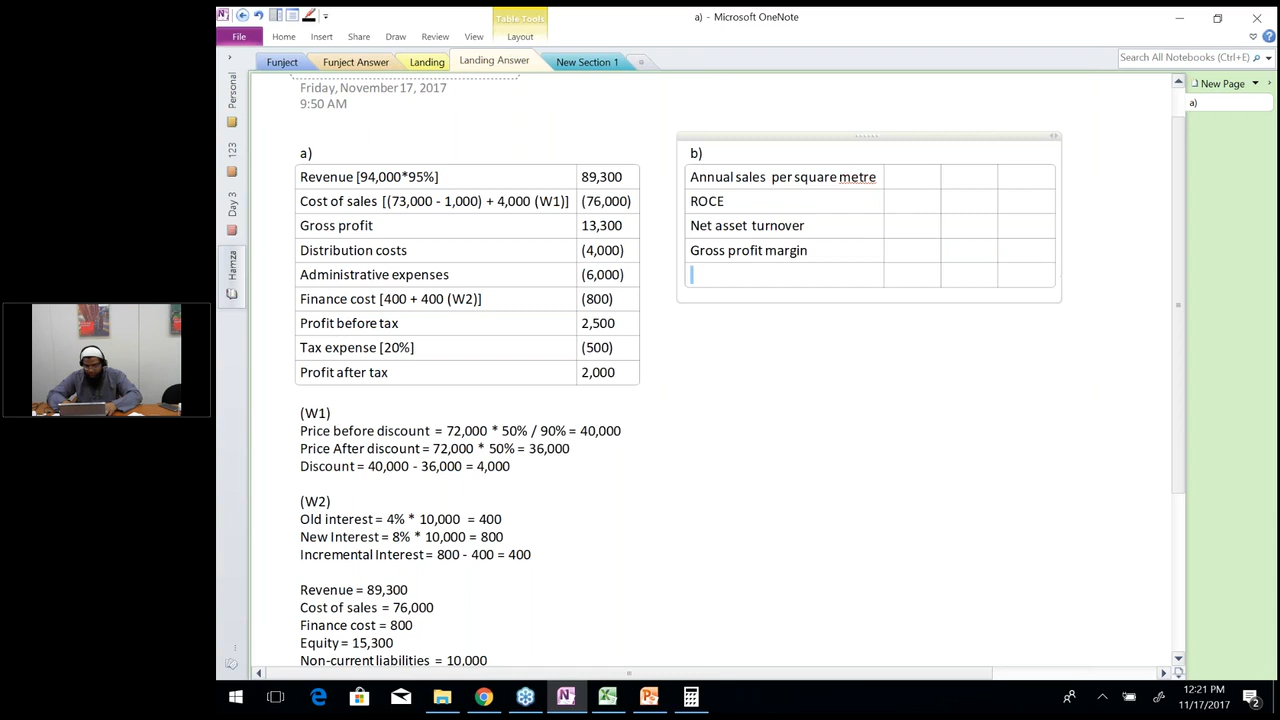 a) - Microsoft OneNote
Table Tools
File Home Insert Share Draw Review View Layout
Funject Funject Answer Landing Landing Answer New Section 1
Search All Notebooks (Ctrl+E)
New Page
a)
Personal
123
Day 3
Hamza
Friday, November 17, 2017
9:50 AM
a)
Revenue [94,000*95%] 89,300
Cost of sales [(73,000 - 1,000) + 4,000 (W1)] (76,000)
Gross profit 13,300
Distribution costs (4,000)
Administrative expenses (6,000)
Finance cost [400 + 400 (W2)] (800)
Profit before tax 2,500
Tax expense [20%] (500)
Profit after tax 2,000
(W1)
Price before discount = 72,000 * 50% / 90% = 40,000
Price After discount = 72,000 * 50% = 36,000
Discount = 40,000 - 36,000 = 4,000
(W2)
Old interest = 4% * 10,000 = 400
New Interest = 8% * 10,000 = 800
Incremental Interest = 800 - 400 = 400
Revenue = 89,300
Cost of sales = 76,000
Finance cost = 800
Equity = 15,300
Non-current liabilities = 10,000
b)
Annual sales per square metre
ROCE
Net asset turnover
Gross profit margin
12:21 PM
11/17/2017
2